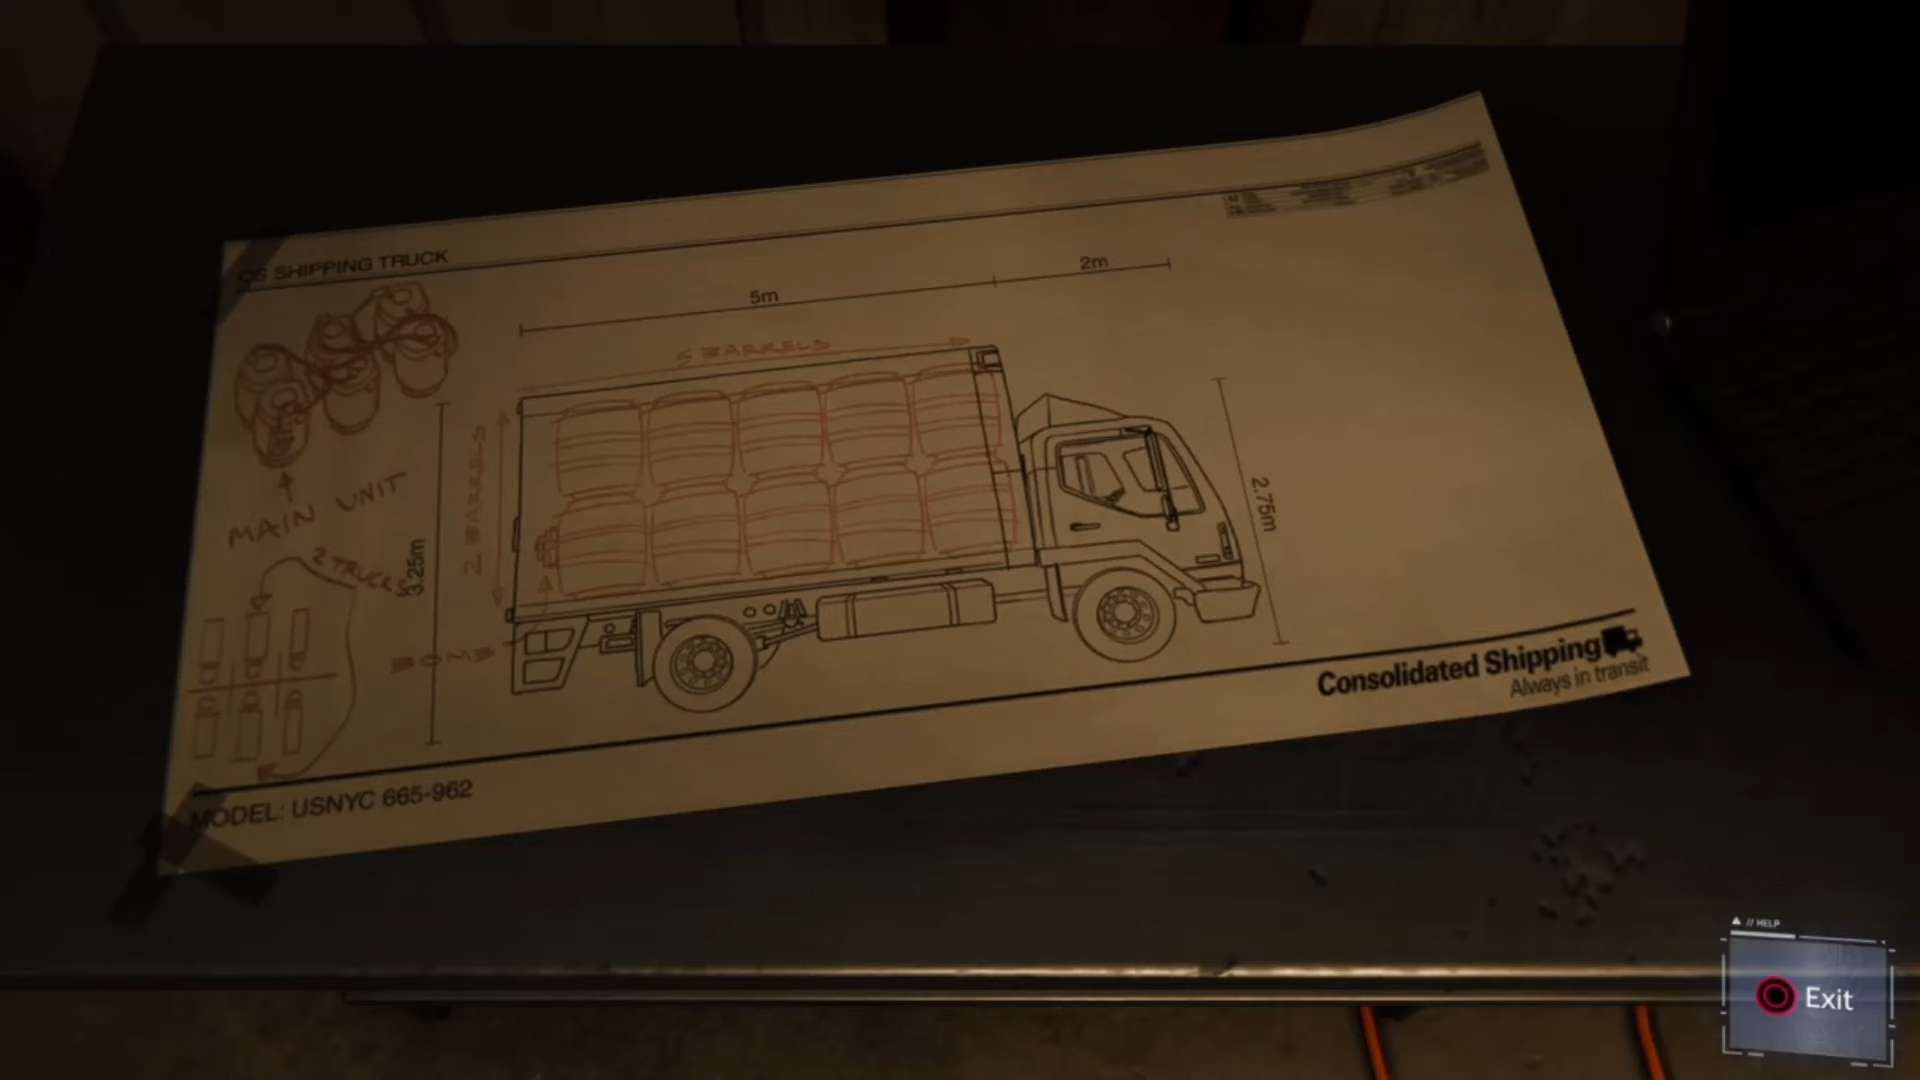 CS SHIPPING TRUCK
5m
2m
5 BARRELS
2 BARRELS
MAIN UNIT
2 TRUCKS
3.25m
2.75m
BOMB
Consolidated Shipping
Always in transit
MODEL: USNYC 665-962
// HELP
Exit